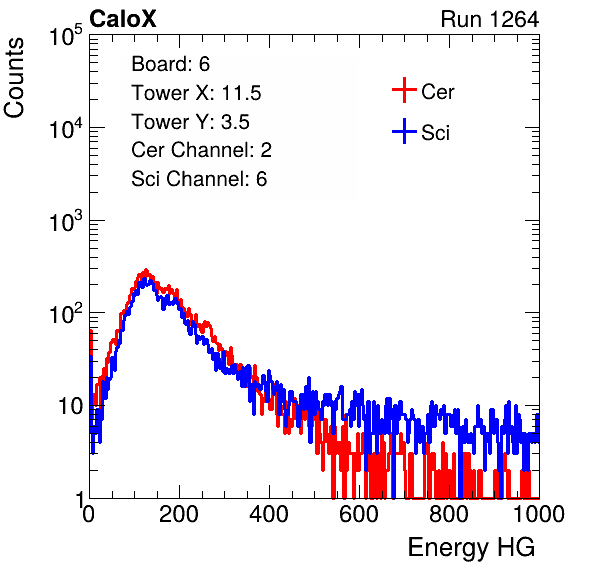 CaloX Run 1264
Counts
10^5
10^4
10^3
10^2
10
1
Board: 6
Tower X: 11.5
Tower Y: 3.5
Cer Channel: 2
Sci Channel: 6
Cer
Sci
0 200 400 600 800 1000
Energy HG